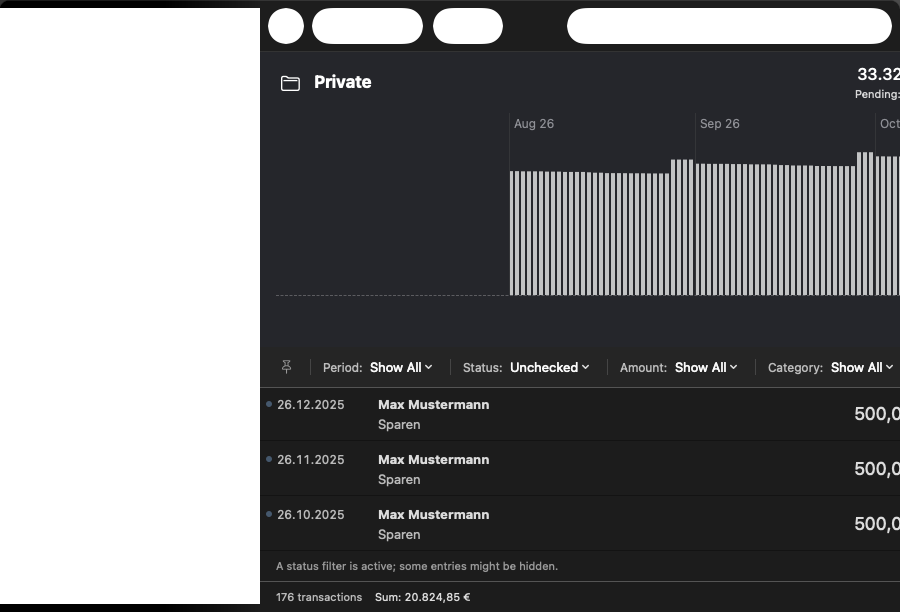 Private
33.32
Pending:
Aug 26
Sep 26
Oct
Period: Show All
Status: Unchecked
Amount: Show All
Category: Show All
26.12.2025
Max Mustermann
Sparen
500,0
26.11.2025
Max Mustermann
Sparen
500,0
26.10.2025
Max Mustermann
Sparen
500,0
A status filter is active; some entries might be hidden.
176 transactions Sum: 20.824,85 €